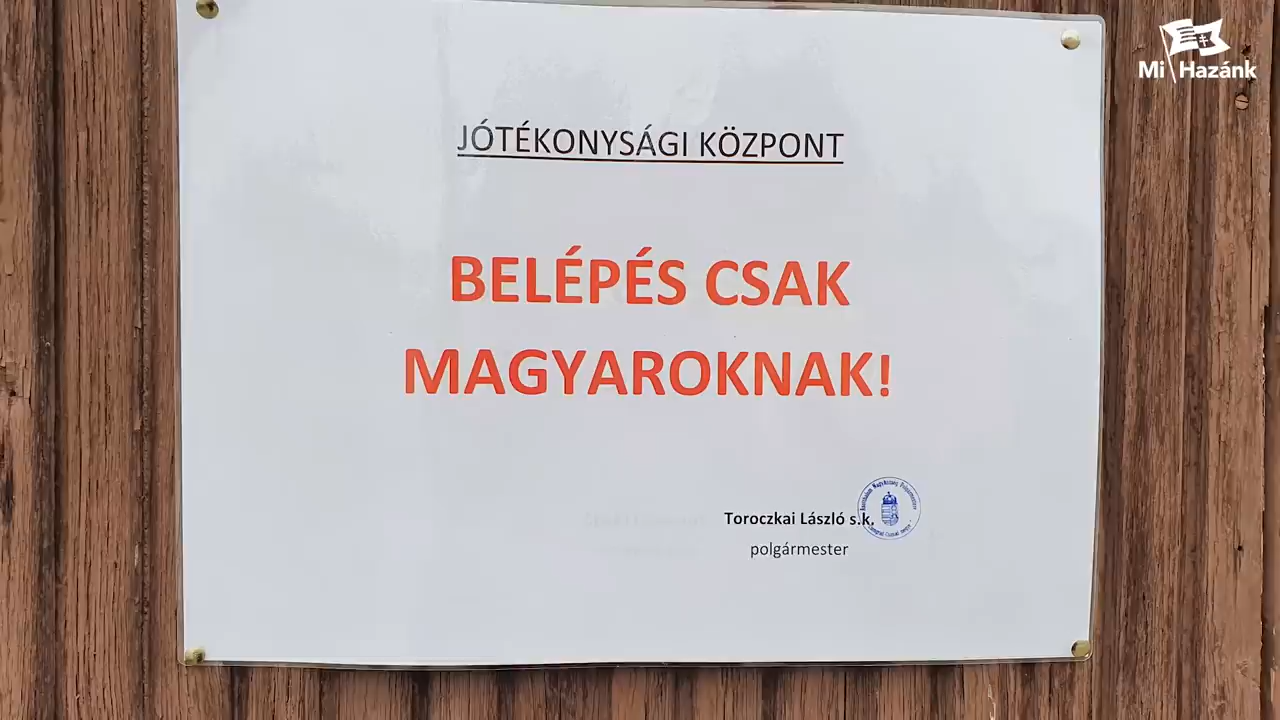 Mi Hazánk
JÓTÉKONYSÁGI KÖZPONT
BELÉPÉS CSAK
MAGYAROKNAK!
Toroczkai László s.k.
polgármester